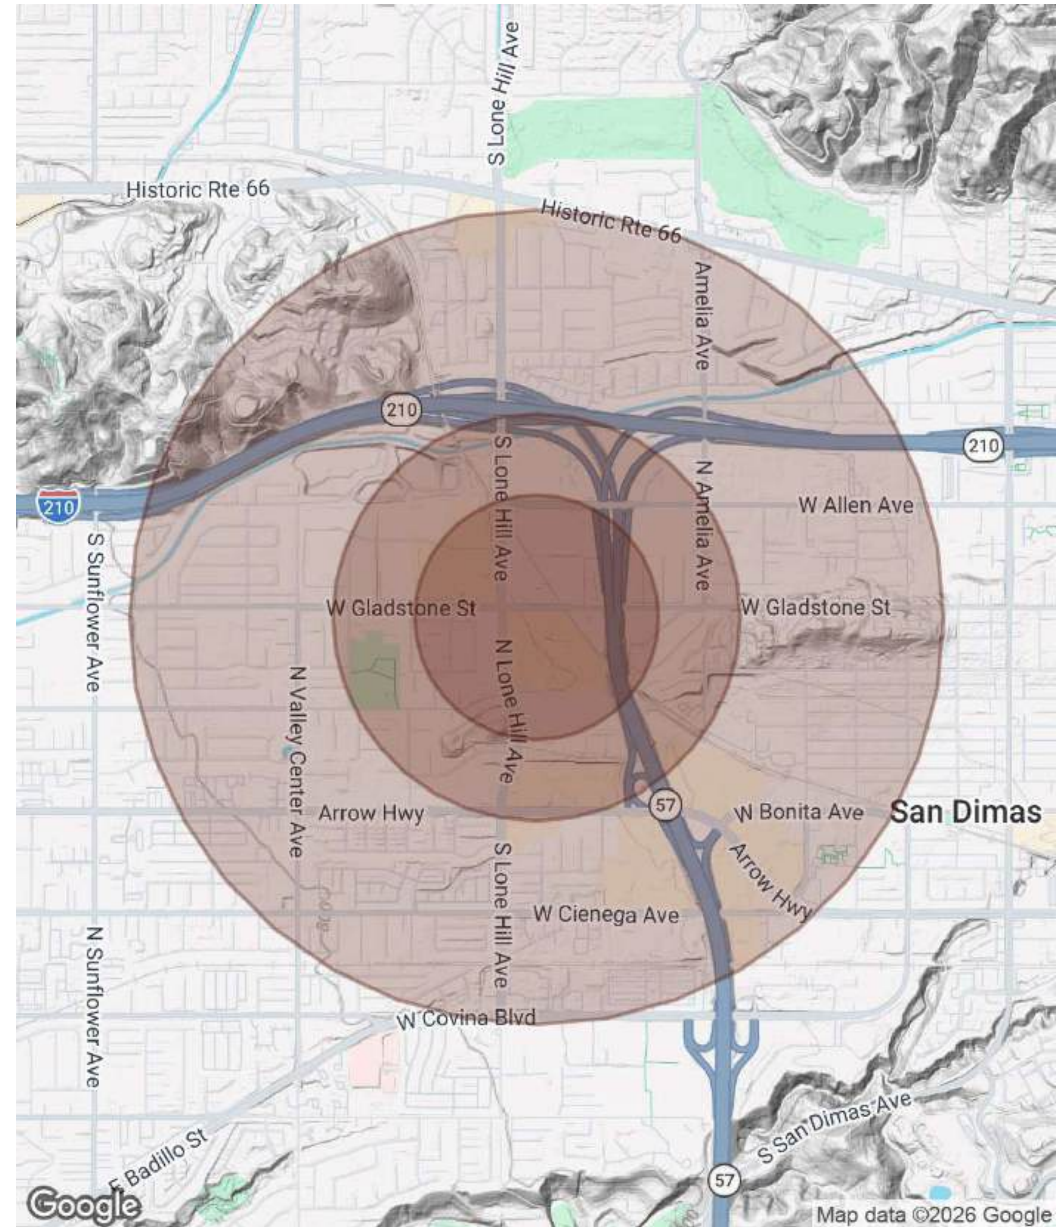 S Lone Hill Ave
Historic Rte 66
Historic Rte 66
Amelia Ave
210
210
210
S Lone Hill Ave
N Amelia Ave
W Allen Ave
S Sunflower Ave
W Gladstone St
W Gladstone St
N Lone Hill Ave
N Valley Center Ave
57
Arrow Hwy
W Bonita Ave
San Dimas
S Lone Hill Ave
Arrow Hwy
W Cienega Ave
N Sunflower Ave
W Covina Blvd
S San Dimas Ave
E Badillo St
57
Google
Map data ©2026 Google